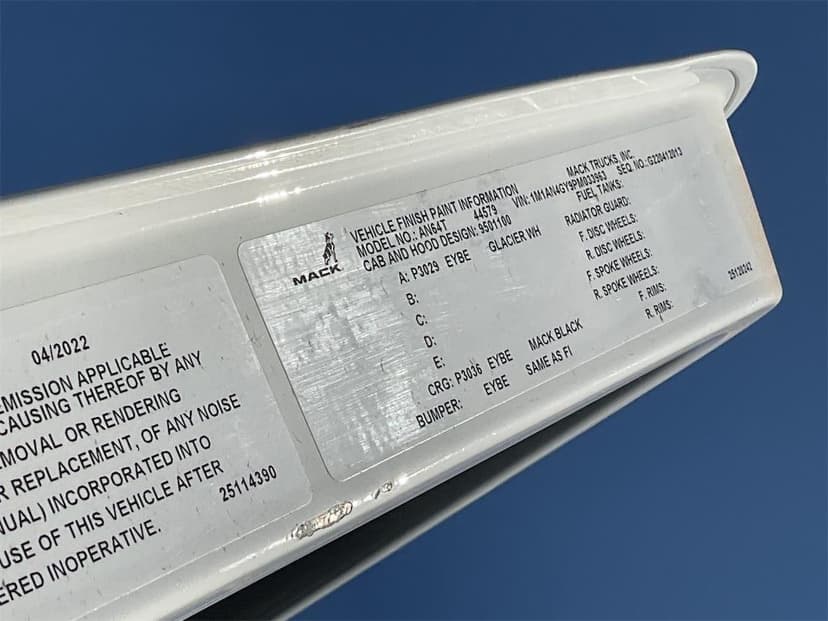 04/2022
EMISSION APPLICABLE
CAUSING THEREOF BY ANY
REMOVAL OR RENDERING
R REPLACEMENT, OF ANY NOISE
NUAL) INCORPORATED INTO
USE OF THIS VEHICLE AFTER
ERED INOPERATIVE.
25114390
MACK
VEHICLE FINISH PAINT INFORMATION MACK TRUCKS, INC
MODEL NO.: AN64T 44579 VIN: 1M1AN4GY9PM033963 SEQ. NO.: G220413013
CAB AND HOOD DESIGN: 9501100 FUEL TANKS:
A: P3029 EYBE GLACIER WH RADIATOR GUARD:
B: F. DISC WHEELS:
C: R. DISC WHEELS:
D: F. SPOKE WHEELS:
E: R. SPOKE WHEELS:
CRG: P3036 EYBE MACK BLACK F. RIMS:
BUMPER: EYBE SAME AS FI R. RIMS:
25130242